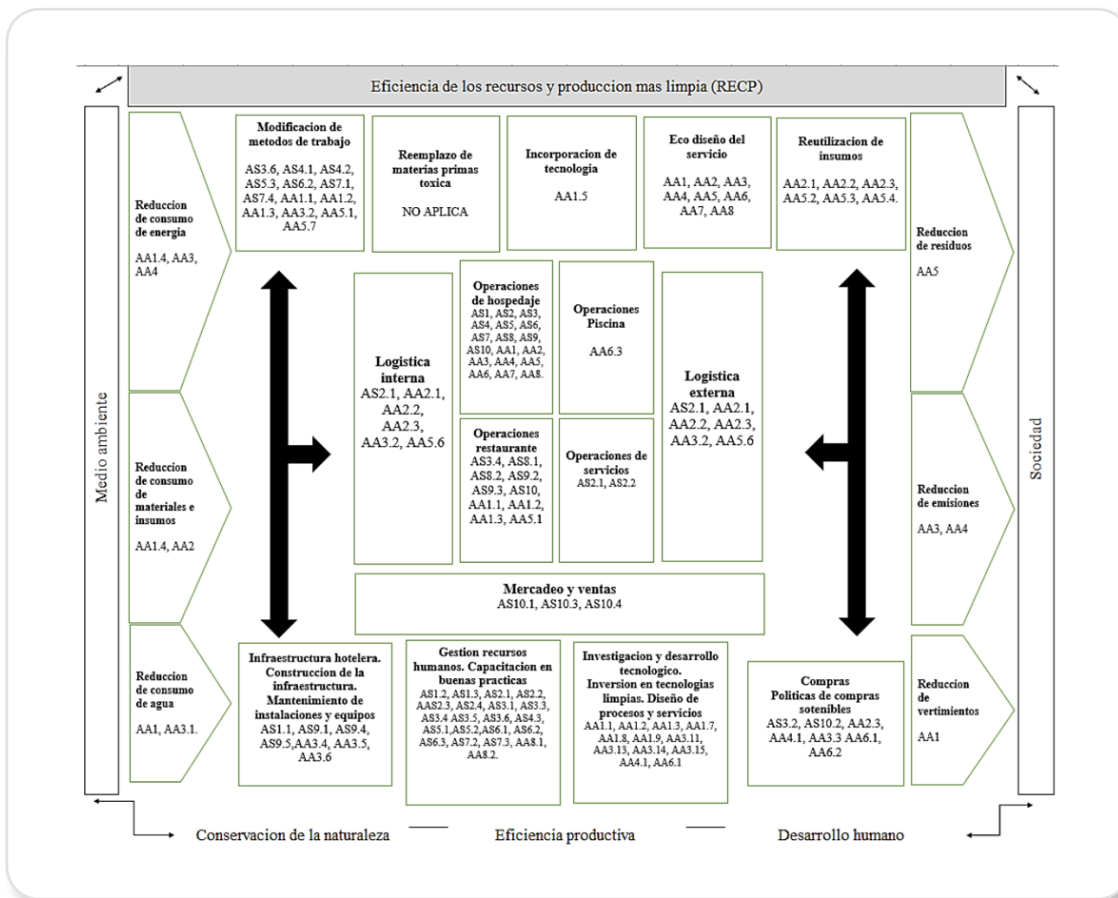 Eficiencia de los recursos y produccion mas limpia (RECP)
Medio ambiente
Reduccion
de consumo
de energia
AA1.4, AA3,
AA4
Reduccion
de consumo
de
materiales e
insumos
AA1.4, AA2
Reduccion
de consumo
de agua
AA1, AA3.1.
Modificacion de
metodos de trabajo
AS3.6, AS4.1, AS4.2,
AS5.3, AS6.2, AS7.1,
AS7.4, AA1.1, AA1.2,
AA1.3, AA3.2, AA5.1,
AA5.7
Reemplazo de
materias primas
toxica
NO APLICA
Incorporacion de
tecnologia
AA1.5
Eco diseño del
servicio
AA1, AA2, AA3,
AA4, AA5, AA6,
AA7, AA8
Reutilizacion de
insumos
AA2.1, AA2.2, AA2.3,
AA5.2, AA5.3, AA5.4.
Logistica
interna
AS2.1, AA2.1,
AA2.2,
AA2.3,
AA3.2, AA5.6
Operaciones
de hospedaje
AS1, AS2, AS3,
AS4, AS5, AS6,
AS7, AS8, AS9,
AS10, AA1, AA2,
AA3, AA4, AA5,
AA6, AA7, AA8.
Operaciones
Piscina
AA6.3
Operaciones
restaurante
AS3.4, AS8.1,
AS8.2, AS9.2,
AS9.3, AS10,
AA1.1, AA1.2,
AA1.3, AA5.1
Operaciones de
servicios
AS2.1, AS2.2
Logistica
externa
AS2.1, AA2.1,
AA2.2, AA2.3,
AA3.2, AA5.6
Mercadeo y ventas
AS10.1, AS10.3, AS10.4
Infraestructura hotelera.
Construccion de la
infraestructura.
Mantenimiento de
instalaciones y equipos
AS1.1, AS9.1, AS9.4,
AS9.5,AA3.4, AA3.5,
AA3.6
Gestion recursos
humanos. Capacitacion en
buenas practicas
AS1.2, AS1.3, AS2.1, AS2.2,
AAS2.3, AS2.4, AS3.1, AS3.3,
AS3.4 AS3.5, AS3.6, AS4.3,
AS5.1,AS5.2,AS6.1, AS6.2,
AS6.3, AS7.2, AS7.3, AA8.1,
AA8.2.
Investigacion y desarrollo
tecnologico.
Inversion en tecnologias
limpias. Diseño de
procesos y servicios
AA1.1, AA1.2, AA1.3, AA1.7,
AA1.8, AA1.9, AA3.11,
AA3.13, AA3.14, AA3.15,
AA4.1, AA6.1
Compras
Politicas de compras
sotenibles
AS3.2, AS10.2, AA2.3,
AA4.1, AA3.3 AA6.1,
AA6.2
Reduccion
de residuos
AA5
Reduccion
de emisiones
AA3, AA4
Reduccion
de
vertimientos
AA1
Sociedad
Conservacion de la naturaleza
Eficiencia productiva
Desarrollo humano